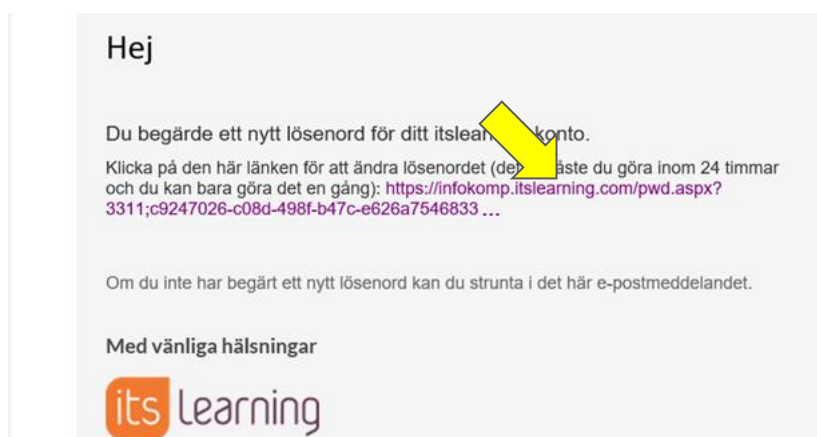 Hej
Du begärde ett nytt lösenord för ditt itslear konto.
Klicka på den här länken för att ändra lösenordet (det åste du göra inom 24 timmar
och du kan bara göra det en gång): https://infokomp.itslearning.com/pwd.aspx?
3311;c9247026-c08d-498f-b47c-e626a7546833 ...
Om du inte har begärt ett nytt lösenord kan du strunta i det här e-postmeddelandet.
Med vänliga hälsningar
its learning